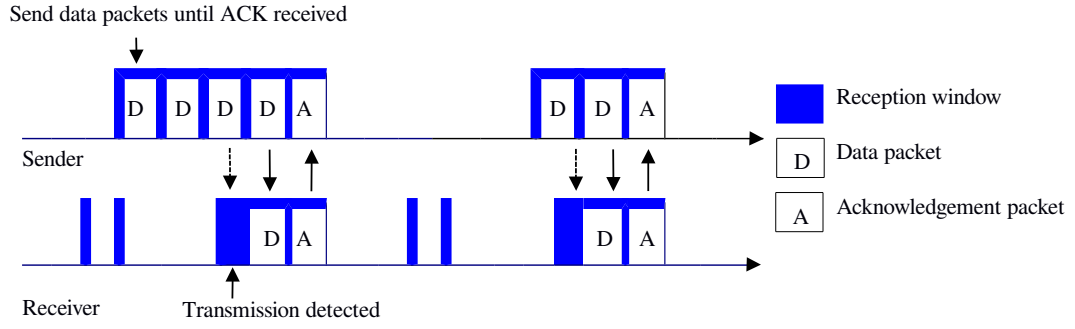 Send data packets until ACK received
D D D D A
D D A
Reception window
D Data packet
A Acknowledgement packet
Sender
D A
D A
Receiver
Transmission detected